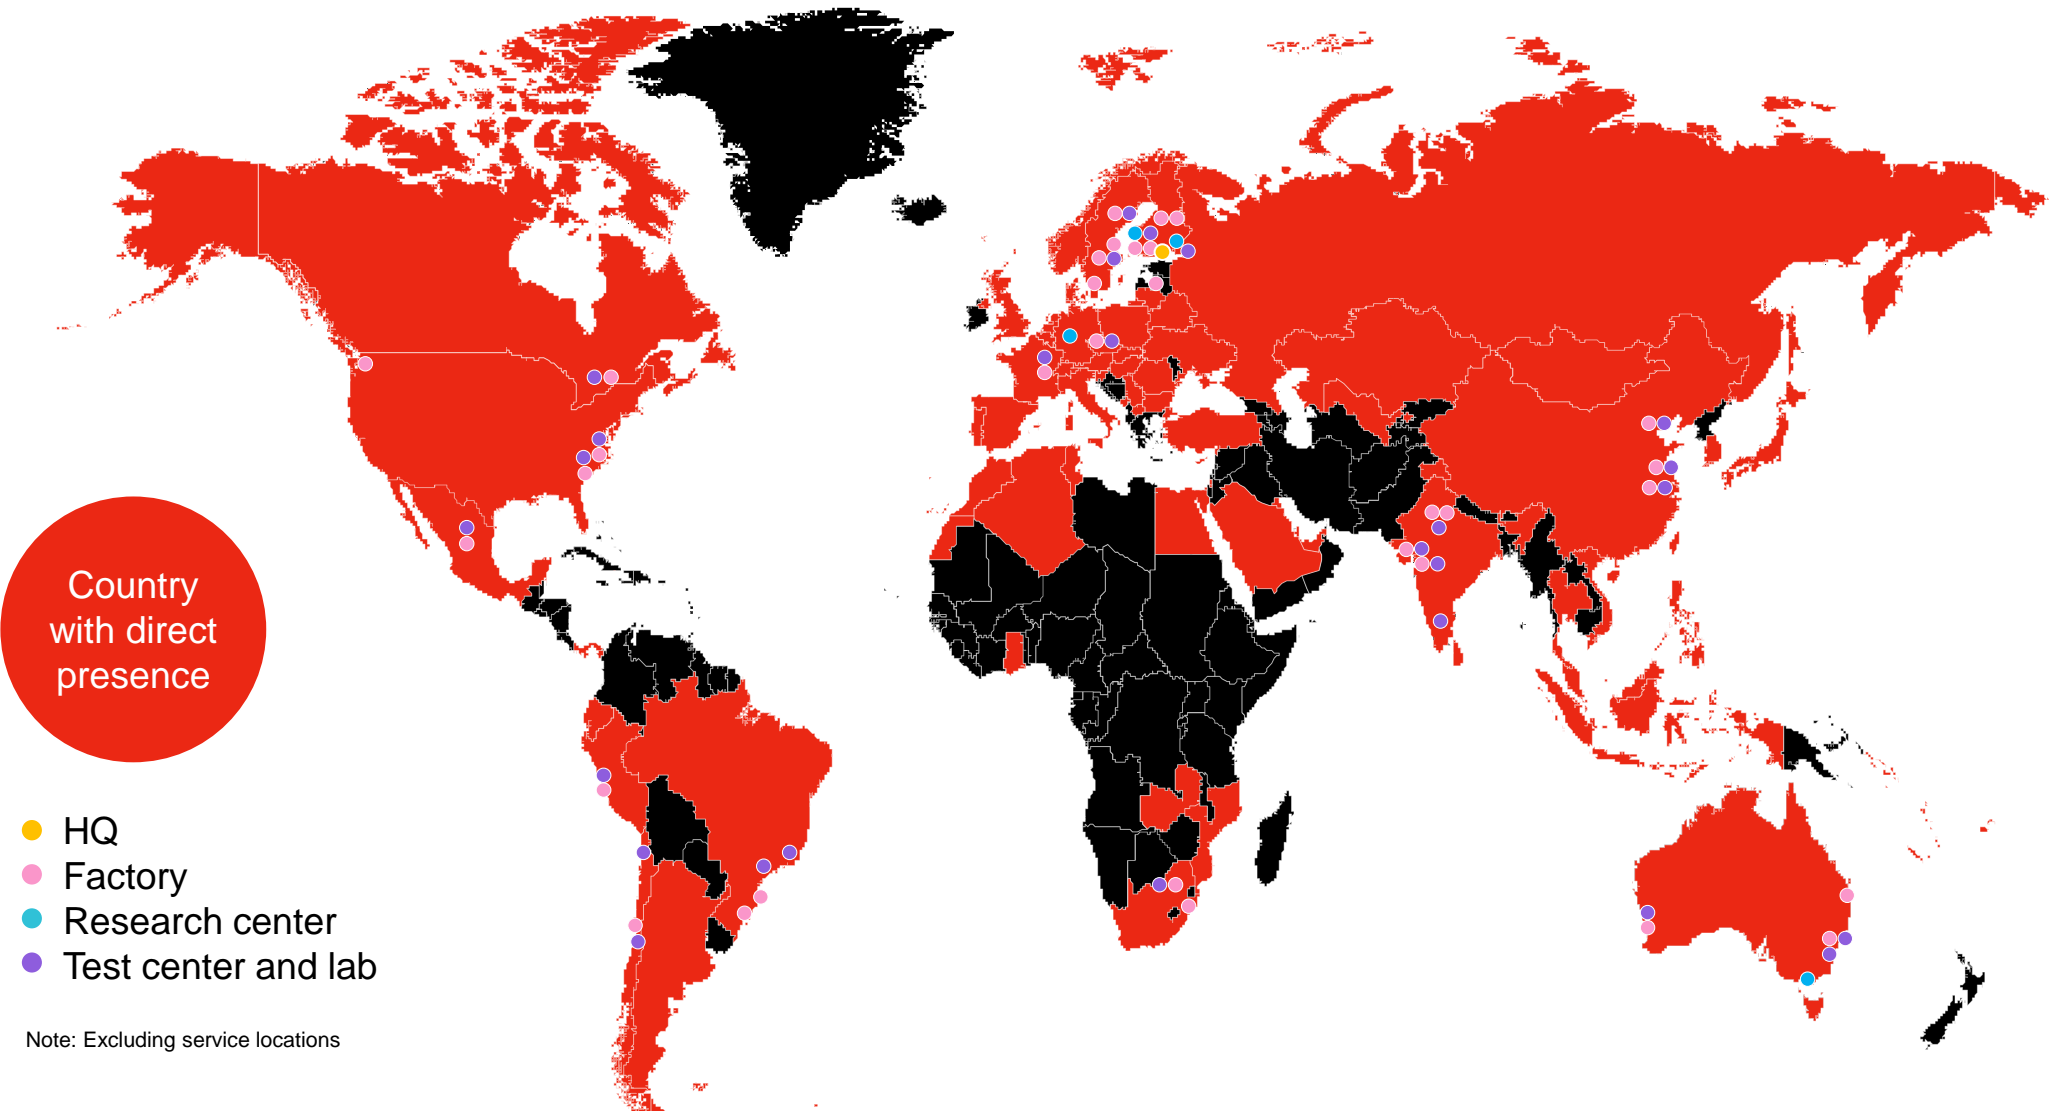 Country
with direct
presence
HQ
Factory
Research center
Test center and lab
Note: Excluding service locations